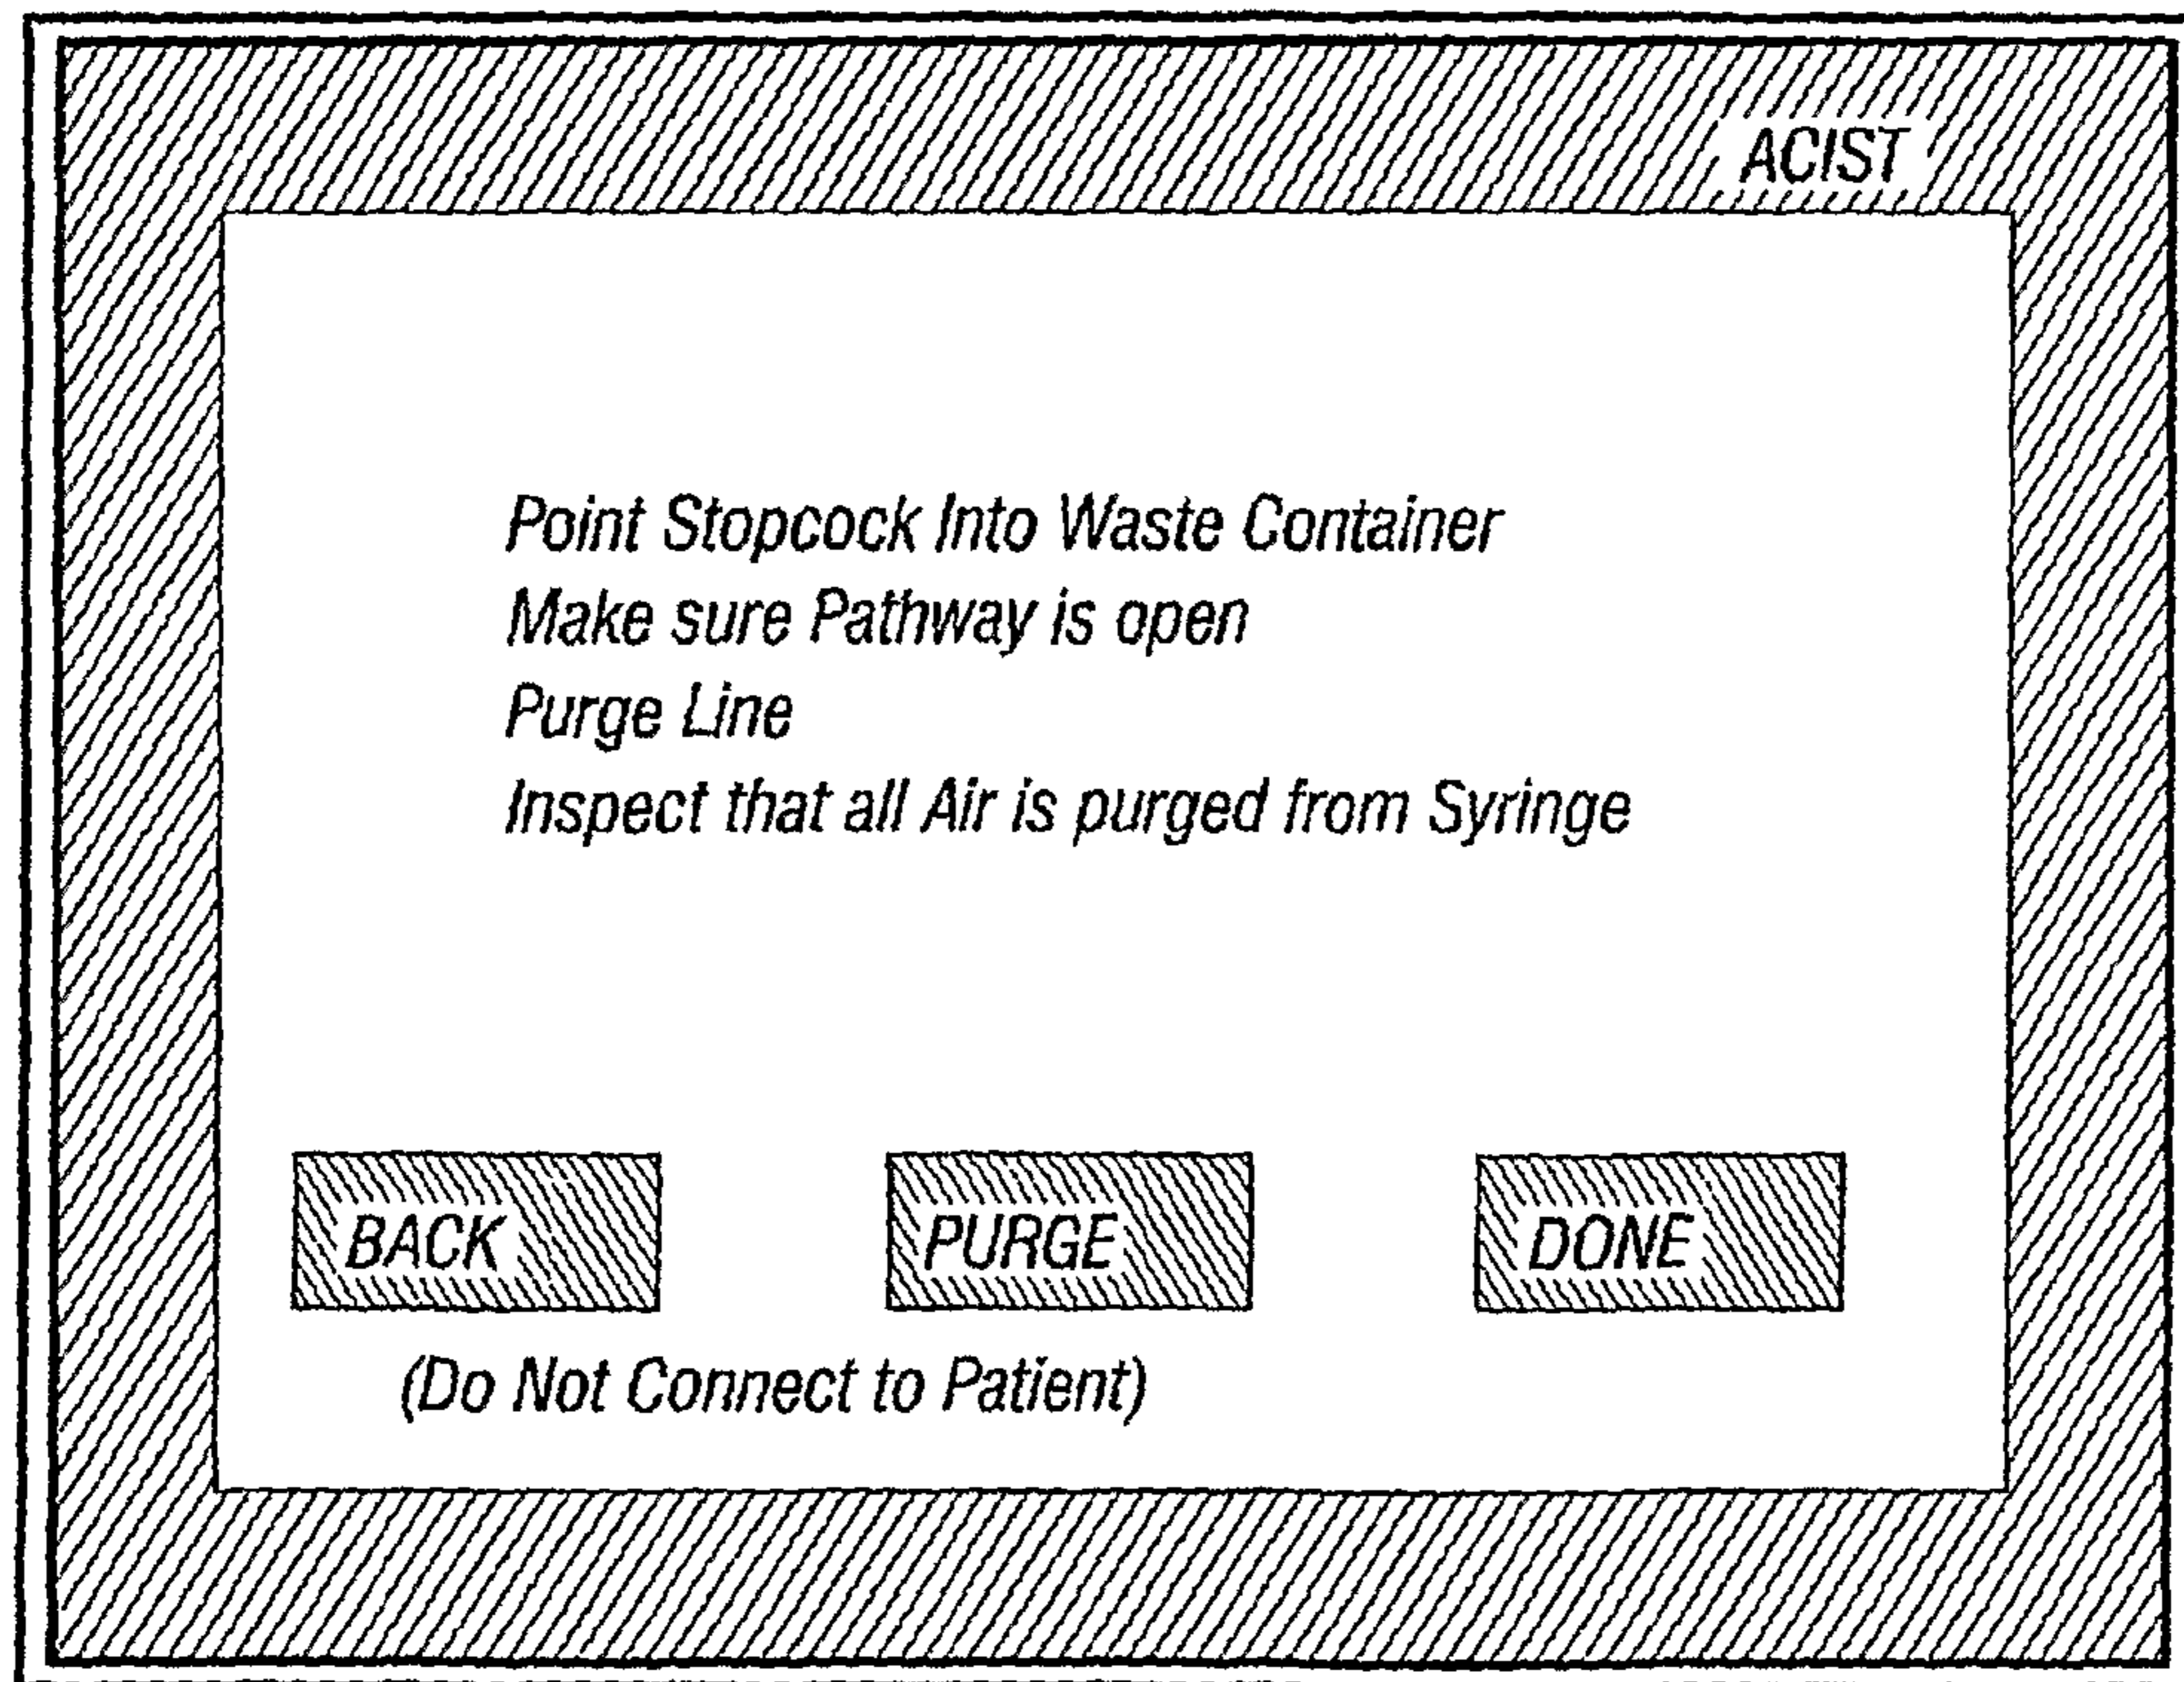 ACIST
Point Stopcock Into Waste Container
Make sure Pathway is open
Purge Line
Inspect that all Air is purged from Syringe
BACK PURGE DONE
(Do Not Connect to Patient)